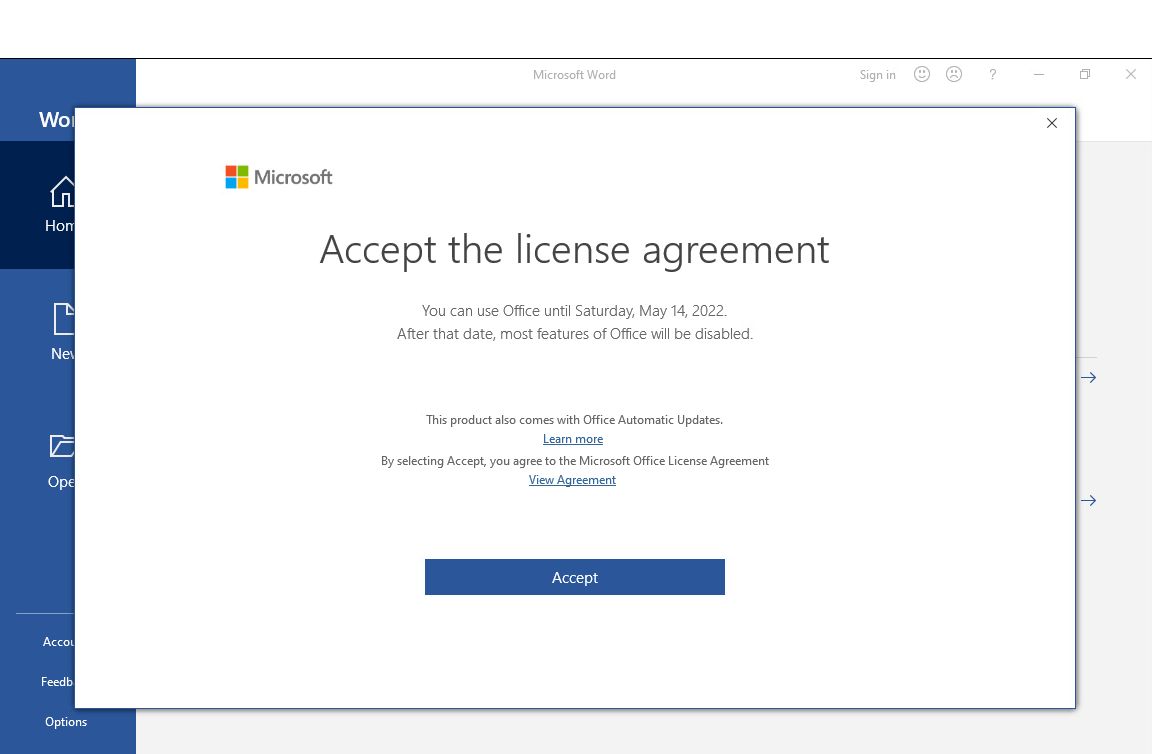 Microsoft Word
Sign in
?
Wor
Microsoft
Accept the license agreement
Hom
You can use Office until Saturday, May 14, 2022.
After that date, most features of Office will be disabled.
New
This product also comes with Office Automatic Updates.
Learn more
By selecting Accept, you agree to the Microsoft Office License Agreement
View Agreement
Ope
Accept
Accou
Feedb
Options